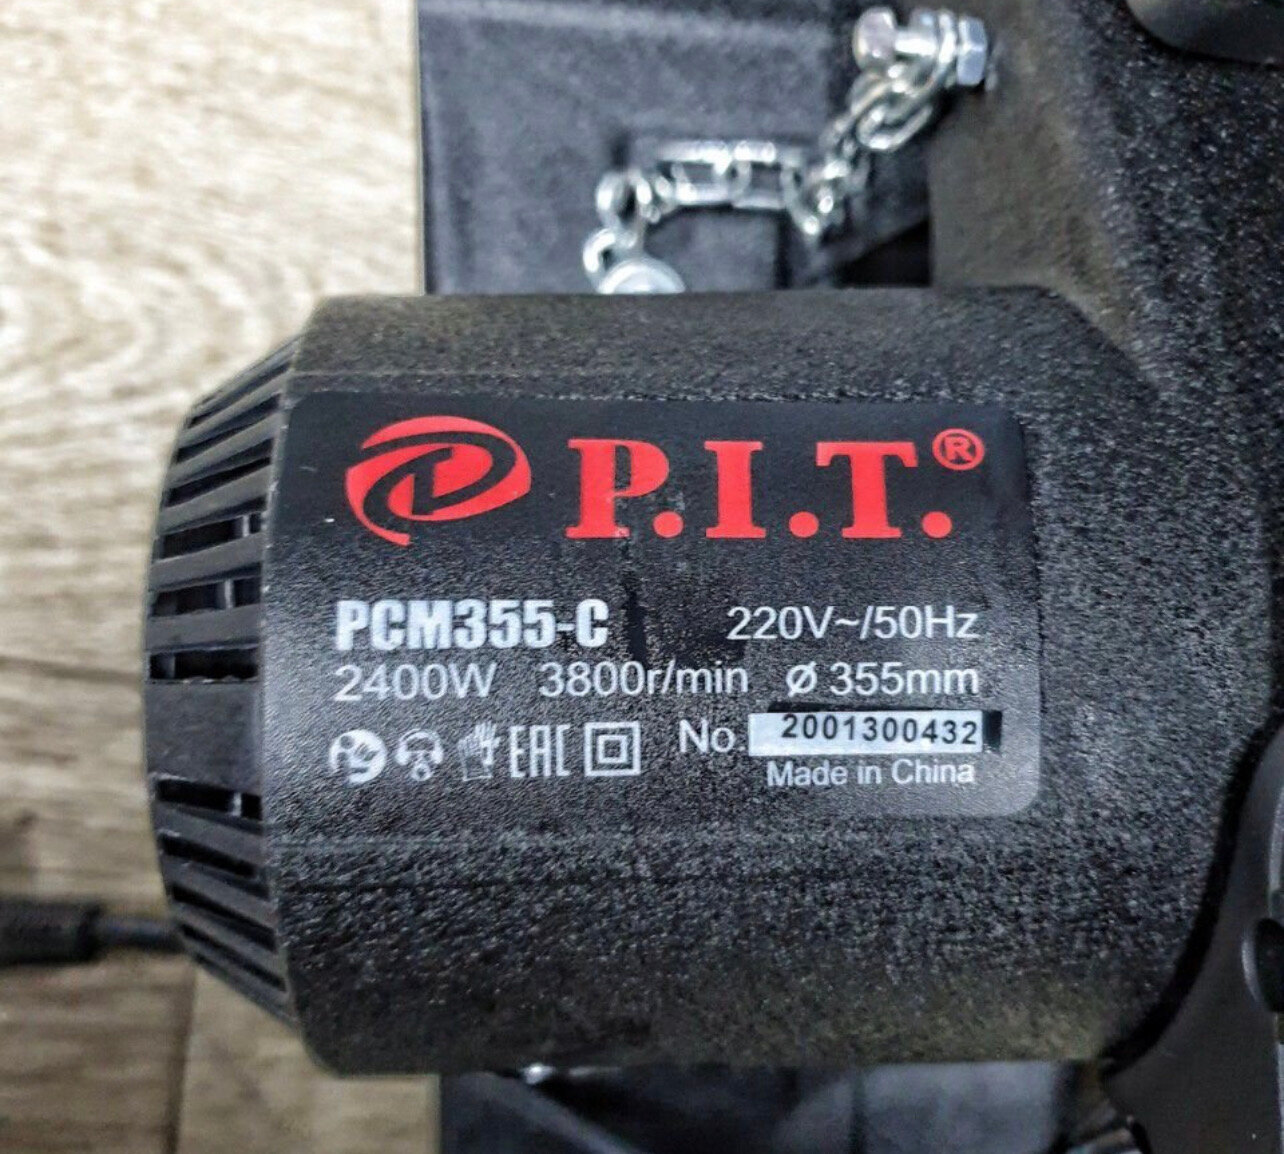 P.I.T.®
PCM355-C 220V~/50Hz
2400W 3800r/min Ø 355mm
EAC No 2001300432
Made in China